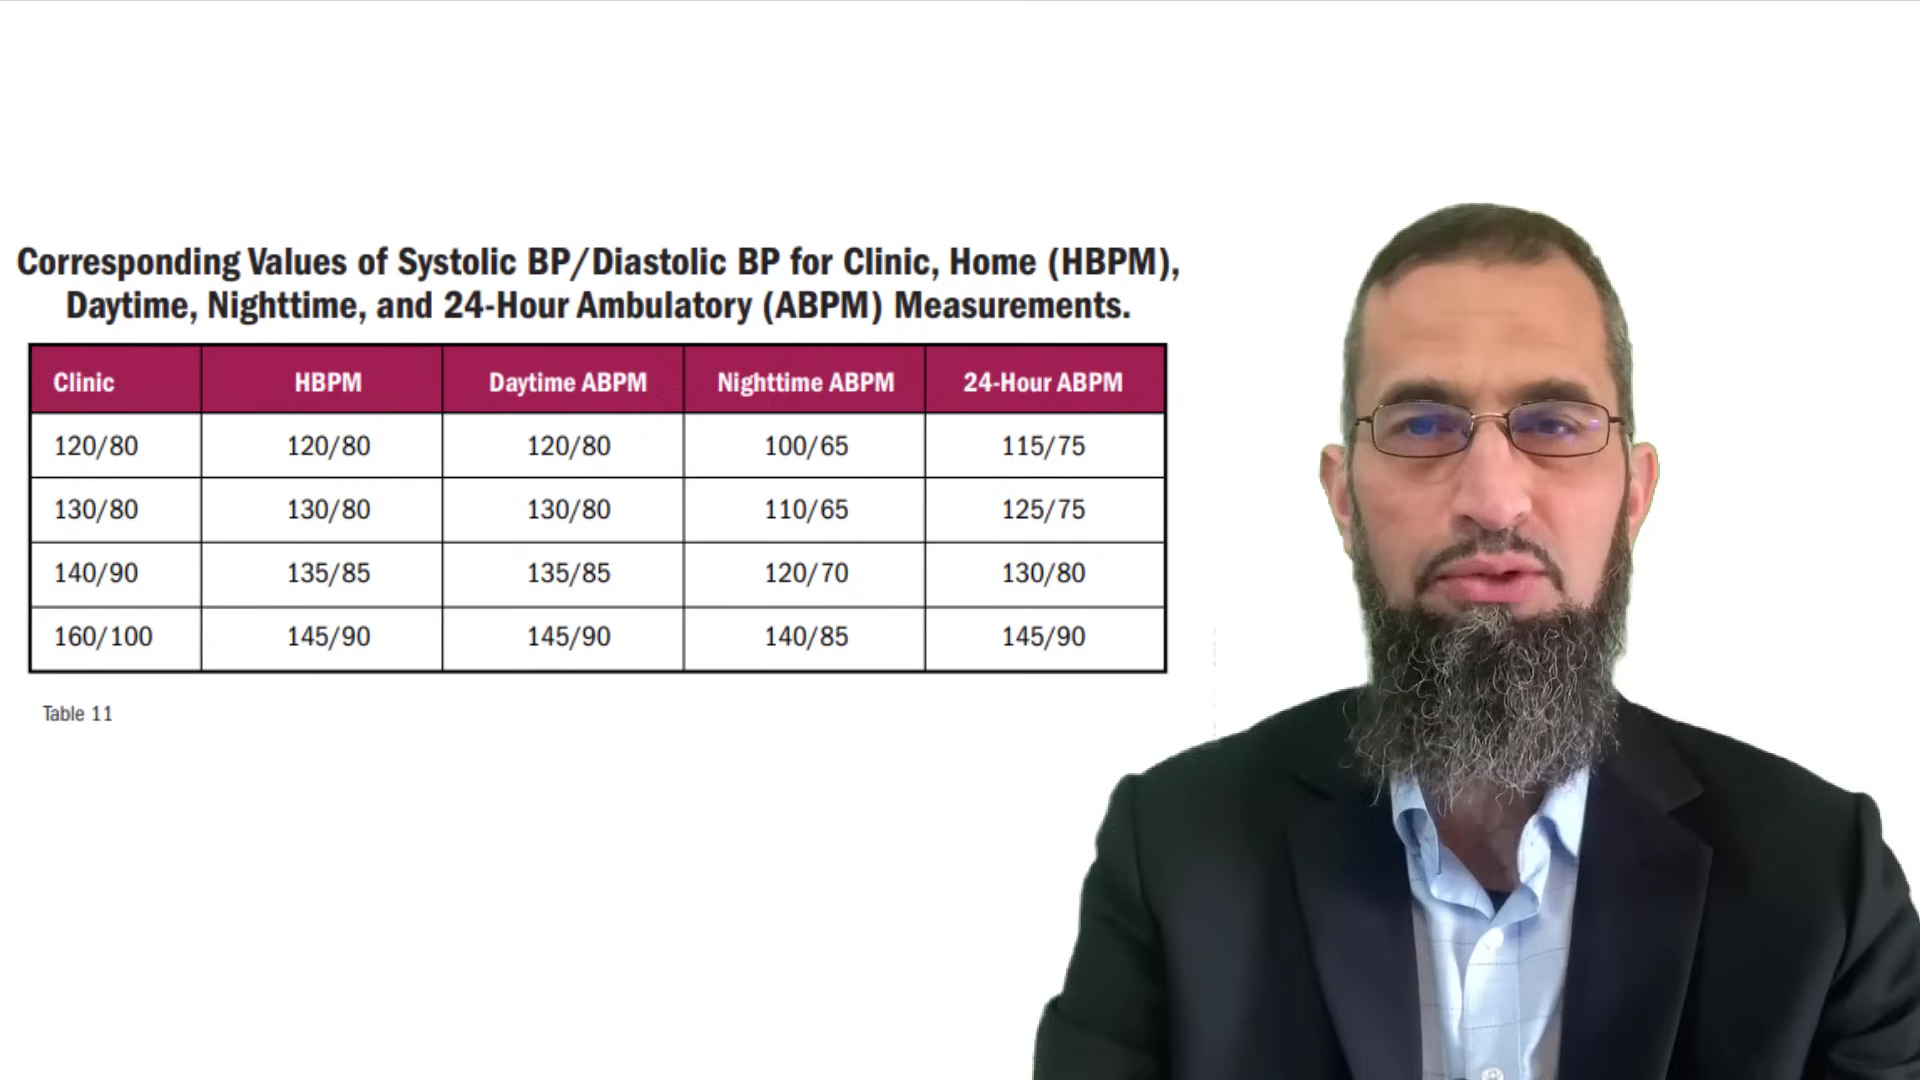 Corresponding Values of Systolic BP/Diastolic BP for Clinic, Home (HBPM),
Daytime, Nighttime, and 24-Hour Ambulatory (ABPM) Measurements.
Clinic HBPM Daytime ABPM Nighttime ABPM 24-Hour ABPM
120/80 120/80 120/80 100/65 115/75
130/80 130/80 130/80 110/65 125/75
140/90 135/85 135/85 120/70 130/80
160/100 145/90 145/90 140/85 145/90
Table 11